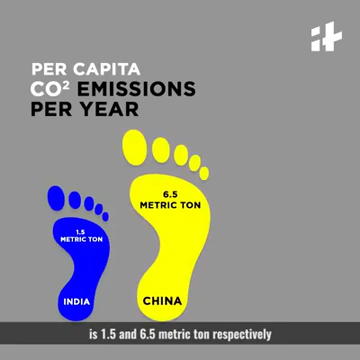 PER CAPITA
CO² EMISSIONS
PER YEAR
6.5
METRIC TON
1.5
METRIC TON
INDIA
CHINA
is 1.5 and 6.5 metric ton respectively